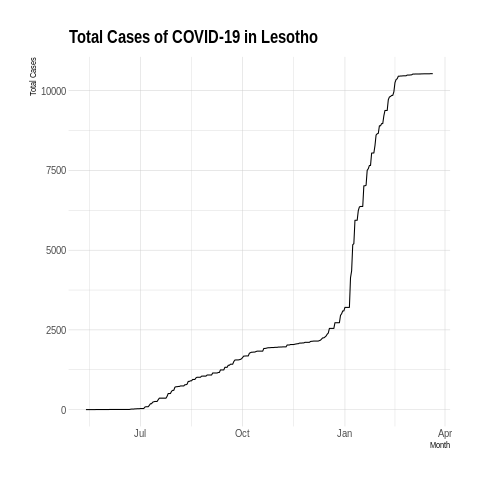 Total Cases of COVID-19 in Lesotho
Total Cases
10000
7500
5000
2500
0
Jul
Oct
Jan
Apr
Month